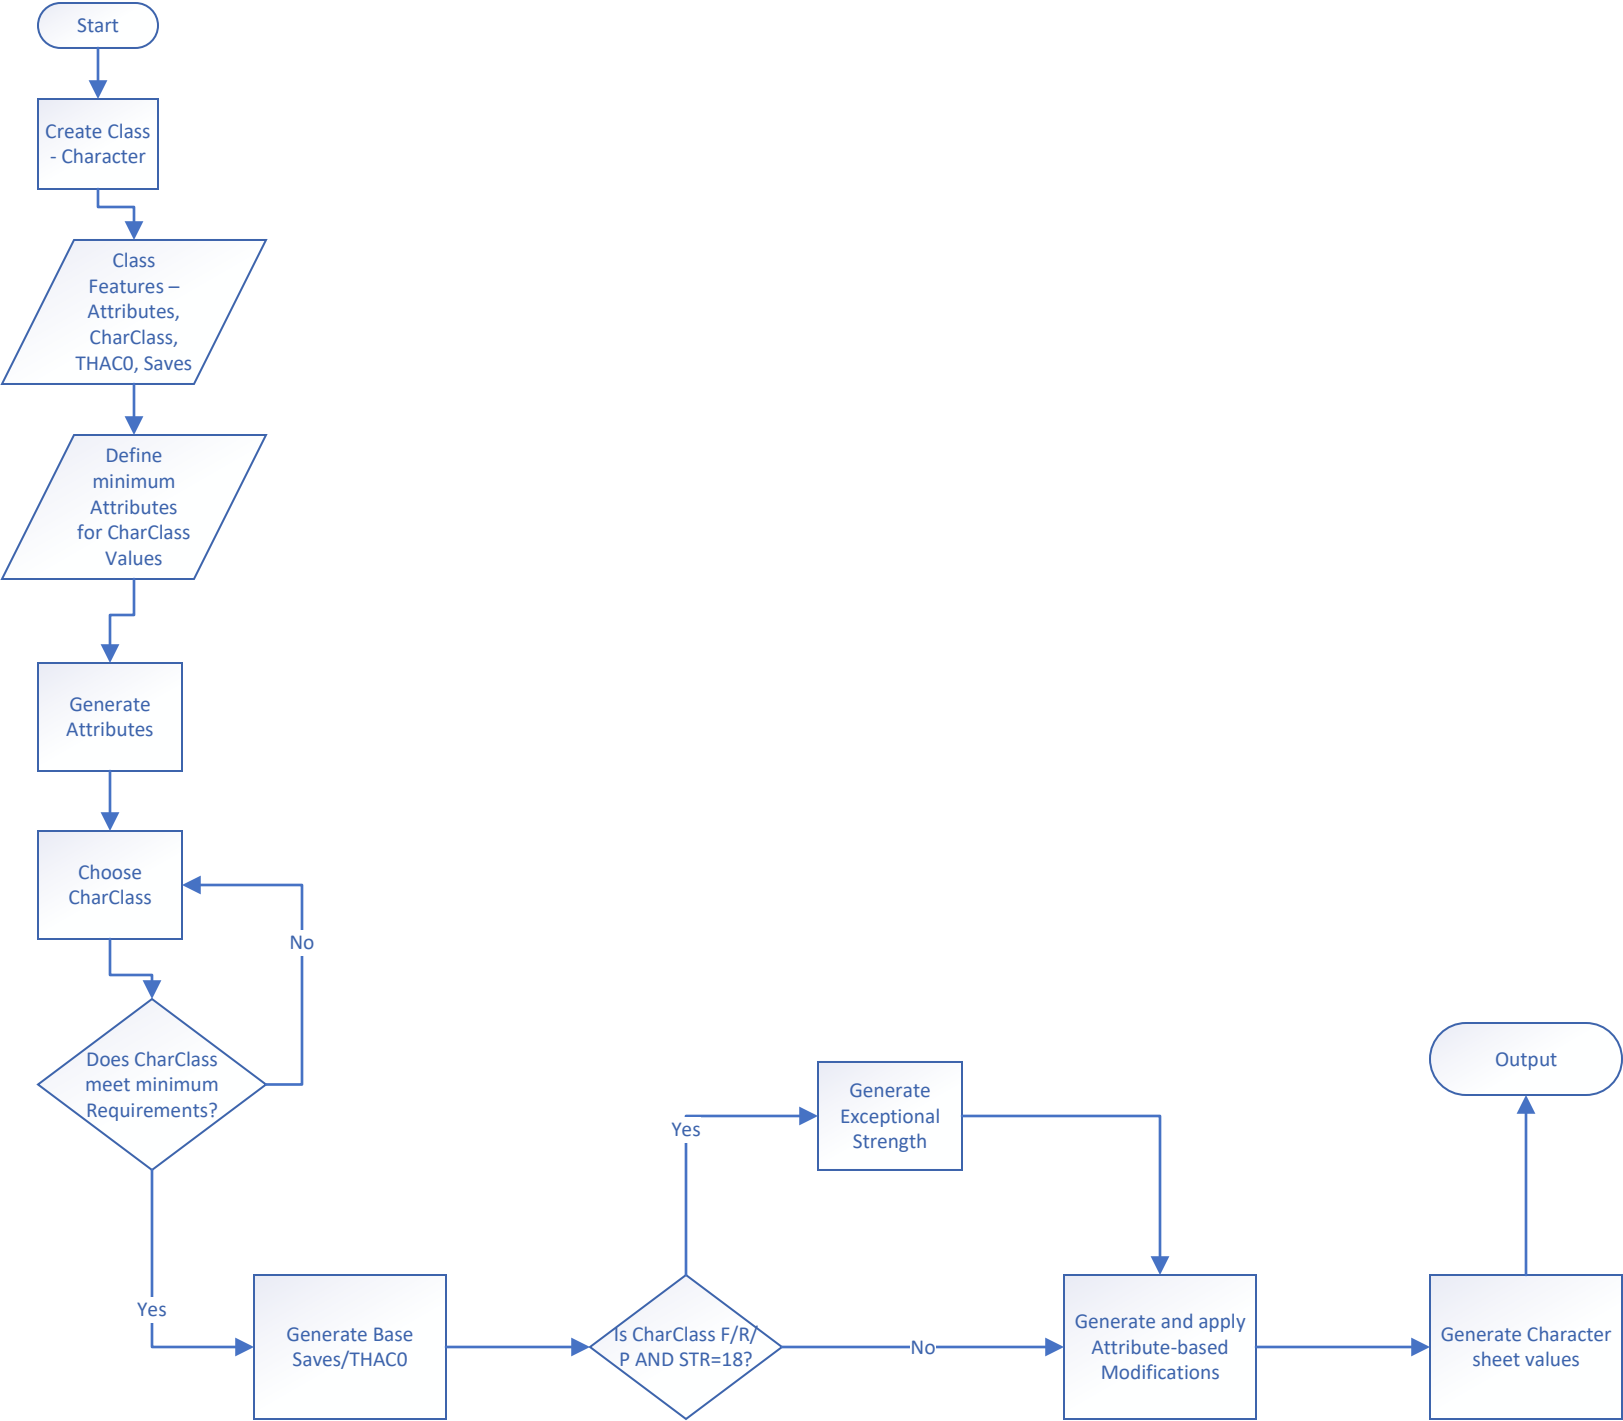 Start
Create Class
- Character
Class
Features –
Attributes,
CharClass,
THAC0, Saves
Define
minimum
Attributes
for CharClass
Values
Generate
Attributes
Choose
CharClass
No
Does CharClass
meet minimum
Requirements?
Yes
Generate Base
Saves/THAC0
Is CharClass F/R/
P AND STR=18?
Yes
Generate
Exceptional
Strength
No
Generate and apply
Attribute-based
Modifications
Generate Character
sheet values
Output